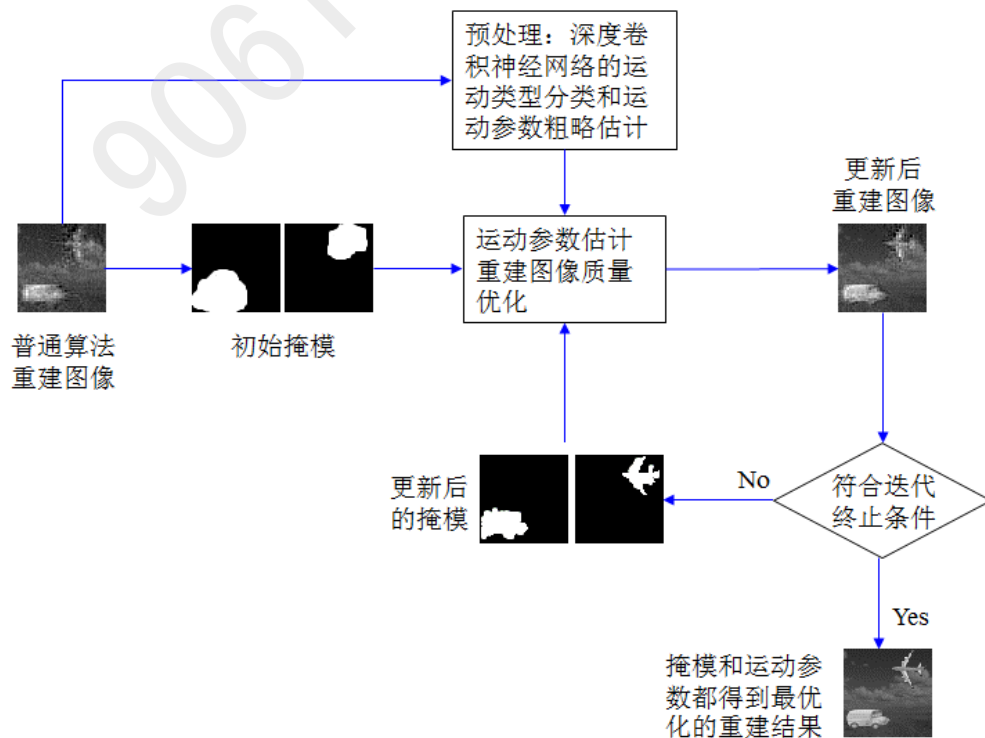 9061
预处理：深度卷
积神经网络的运
动类型分类和运
动参数粗略估计
更新后
重建图像
运动参数估计
重建图像质量
优化
普通算法
重建图像
初始掩模
更新后
的掩模
No
符合迭代
终止条件
Yes
掩模和运动参
数都得到最优
化的重建结果